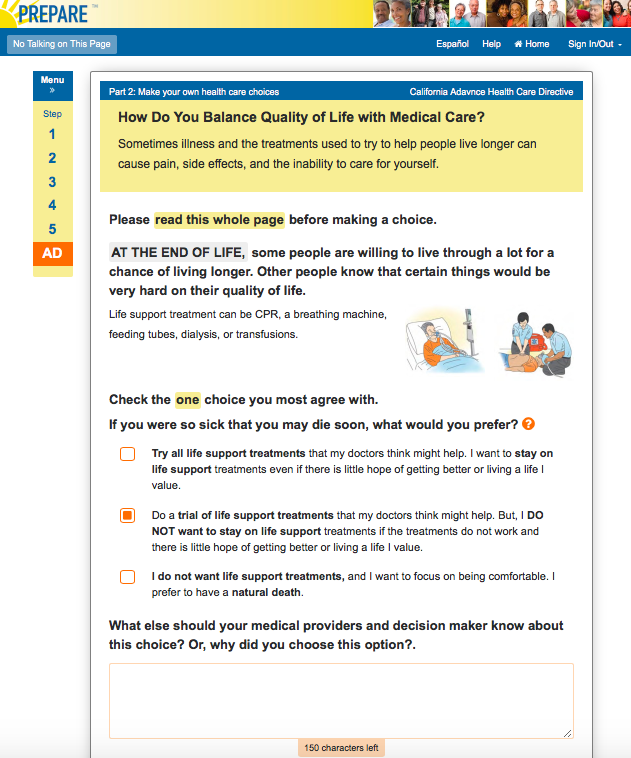 PREPARE™
No Talking on This Page
Español Help Home Sign In/Out
Menu
»
Step
1
2
3
4
5
AD
Part 2: Make your own health care choices
California Adavnce Health Care Directive
How Do You Balance Quality of Life with Medical Care?
Sometimes illness and the treatments used to try to help people live longer can
cause pain, side effects, and the inability to care for yourself.
Please read this whole page before making a choice.
AT THE END OF LIFE, some people are willing to live through a lot for a
chance of living longer. Other people know that certain things would be
very hard on their quality of life.
Life support treatment can be CPR, a breathing machine,
feeding tubes, dialysis, or transfusions.
Check the one choice you most agree with.
If you were so sick that you may die soon, what would you prefer? ?
Try all life support treatments that my doctors think might help. I want to stay on
life support treatments even if there is little hope of getting better or living a life I
value.
Do a trial of life support treatments that my doctors think might help. But, I DO
NOT want to stay on life support treatments if the treatments do not work and
there is little hope of getting better or living a life I value.
I do not want life support treatments, and I want to focus on being comfortable. I
prefer to have a natural death.
What else should your medical providers and decision maker know about
this choice? Or, why did you choose this option?.
150 characters left